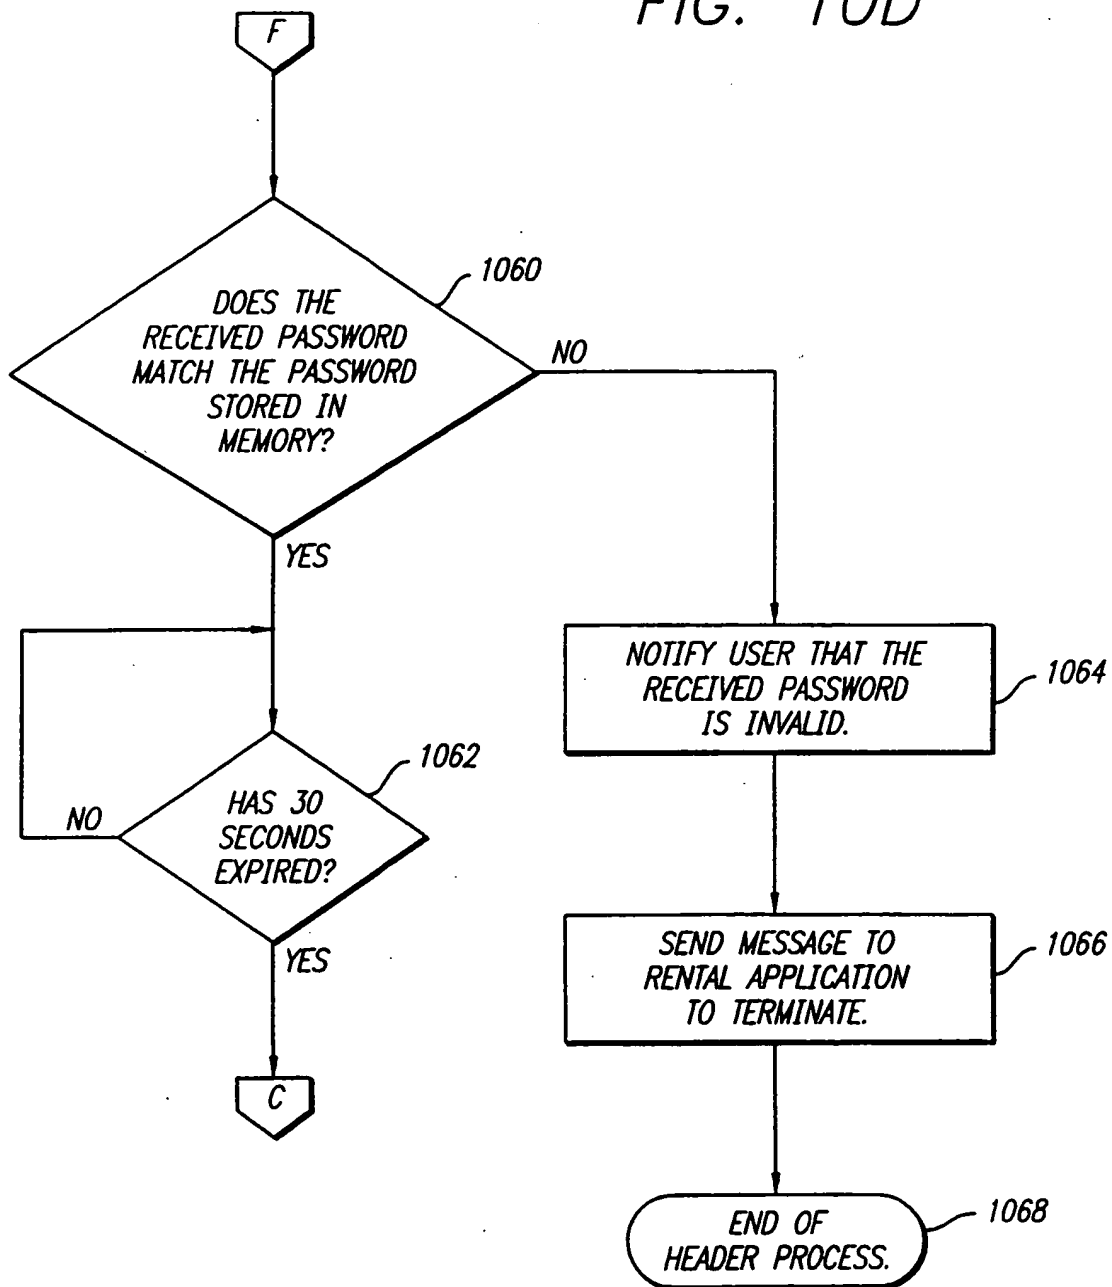 FIG. 10D
F
1060
DOES THE
RECEIVED PASSWORD
MATCH THE PASSWORD
STORED IN
MEMORY?
NO
YES
NOTIFY USER THAT THE
RECEIVED PASSWORD
IS INVALID.
1064
1062
HAS 30
SECONDS
EXPIRED?
NO
YES
SEND MESSAGE TO
RENTAL APPLICATION
TO TERMINATE.
1066
C
END OF
HEADER PROCESS.
1068